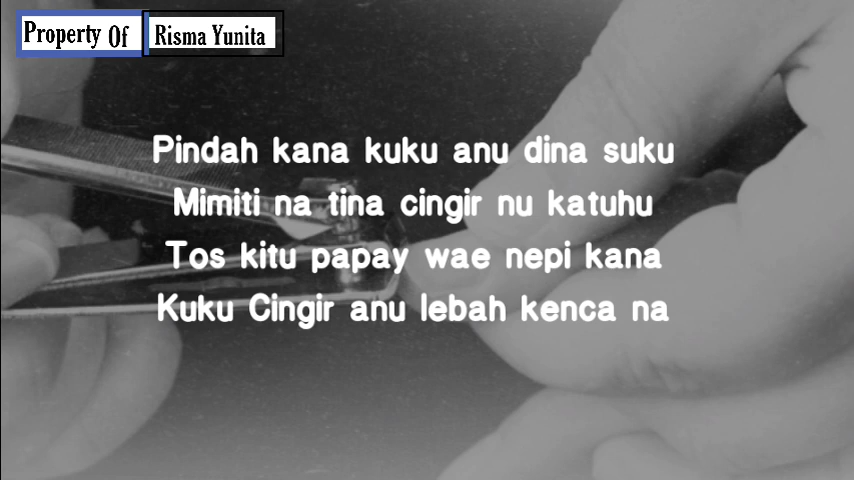 Property Of Risma Yunita
Pindah kana kuku anu dina suku
Mimiti na tina cingir nu katuhu
Tos kitu papay wae nepi kana
Kuku Cingir anu lebah kenca na